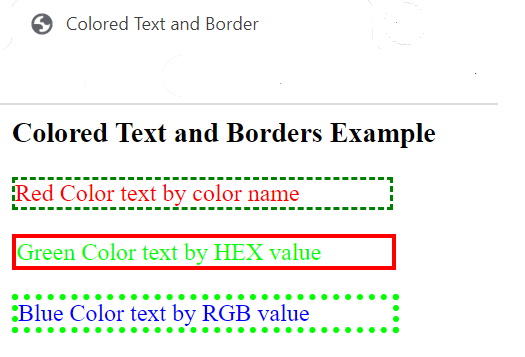 Colored Text and Border
Colored Text and Borders Example
Red Color text by color name
Green Color text by HEX value
Blue Color text by RGB value